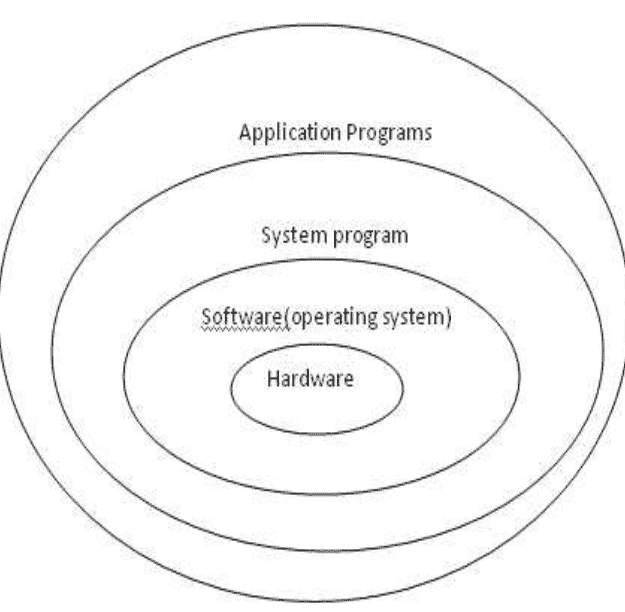 Application Programs
System program
Software(operating system)
Hardware